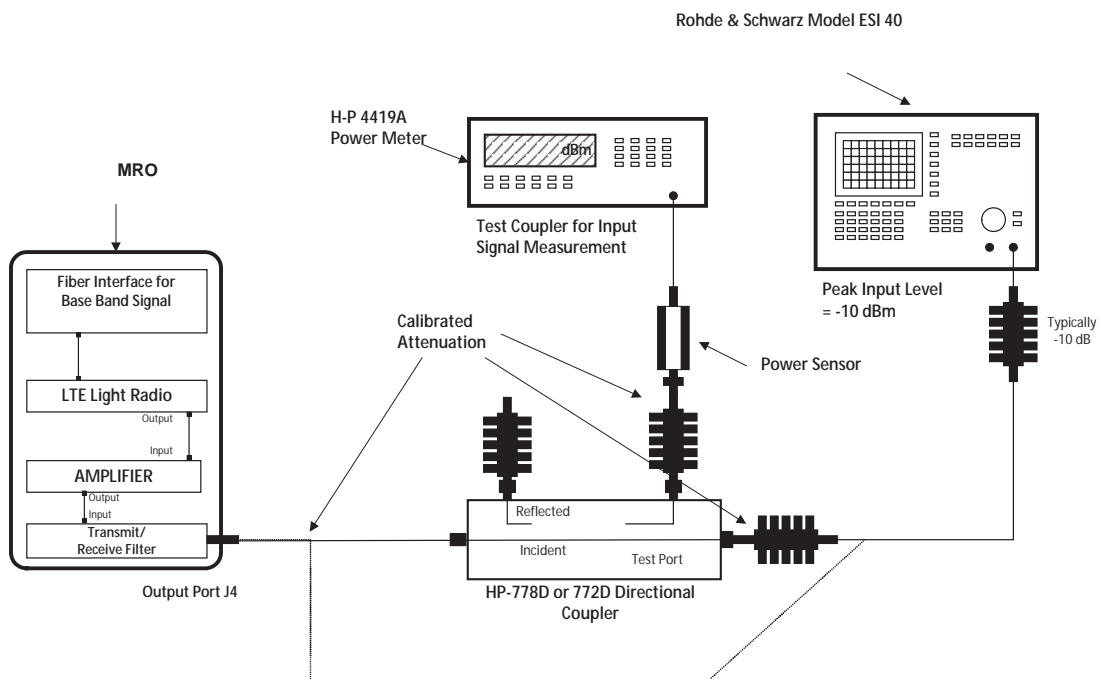 Rohde & Schwarz Model ESI 40
H-P 4419A
Power Meter
dBm
MRO
Test Coupler for Input
Signal Measurement
Fiber Interface for
Base Band Signal
Peak Input Level
= -10 dBm
Typically
-10 dB
Calibrated
Attenuation
Power Sensor
LTE Light Radio
Output
Input
AMPLIFIER
Output
Input
Transmit/
Receive Filter
Reflected
Incident
Test Port
Output Port J4
HP-778D or 772D Directional
Coupler